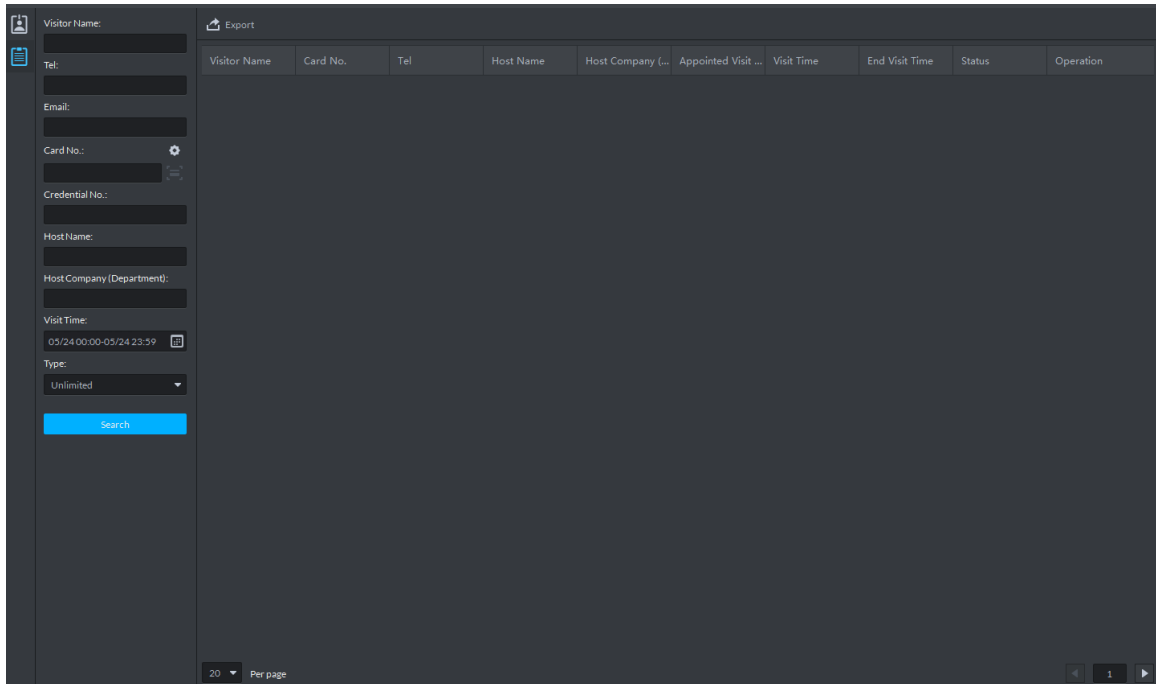 Visitor Name:
Tel:
Email:
Card No.:
Credential No.:
Host Name:
Host Company (Department):
Visit Time:
05/24 00:00-05/24 23:59
Type:
Unlimited
Search
Export
Visitor Name Card No. Tel Host Name Host Company (... Appointed Visit ... Visit Time End Visit Time Status Operation
20 Per page 1